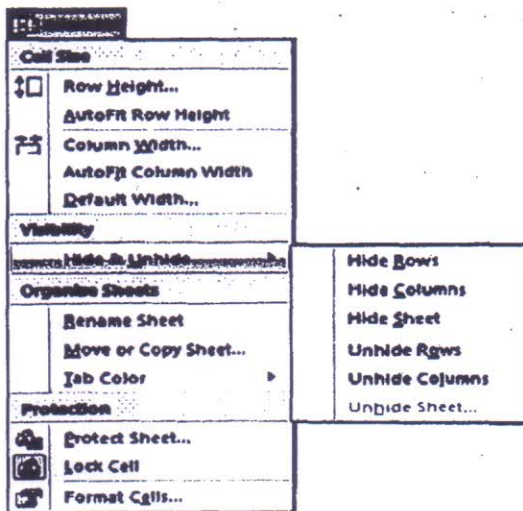 Cell Size
Row Height...
AutoFit Row Height
Column Width...
AutoFit Column Width
Default Width...
Visibility
Hide & Unhide
Hide Rows
Hide Columns
Hide Sheet
Unhide Rows
Unhide Columns
Unhide Sheet...
Organize Sheets
Rename Sheet
Move or Copy Sheet...
Tab Color
Protection
Protect Sheet...
Lock Cell
Format Cells...